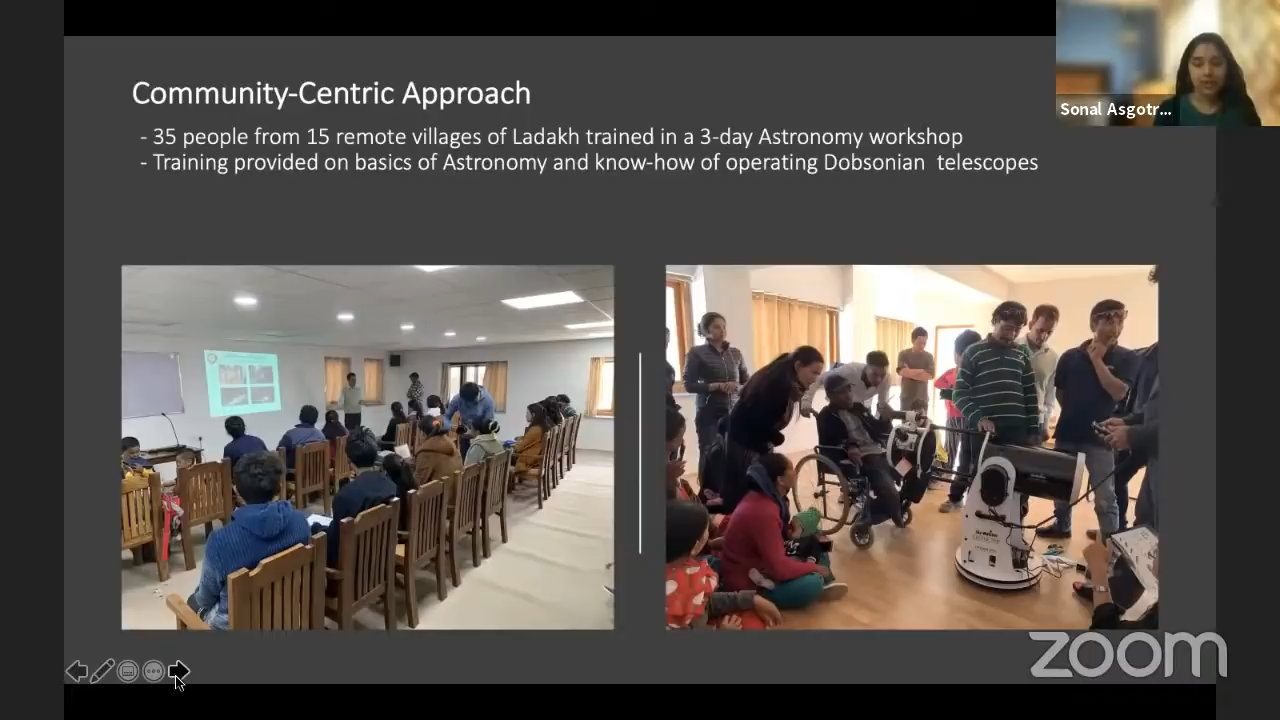 Community-Centric Approach
- 35 people from 15 remote villages of Ladakh trained in a 3-day Astronomy workshop
- Training provided on basics of Astronomy and know-how of operating Dobsonian  telescopes
Sonal Asgotr...
zoom